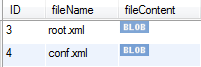 ID fileName fileContent
3 root.xml BLOB
4 conf.xml BLOB